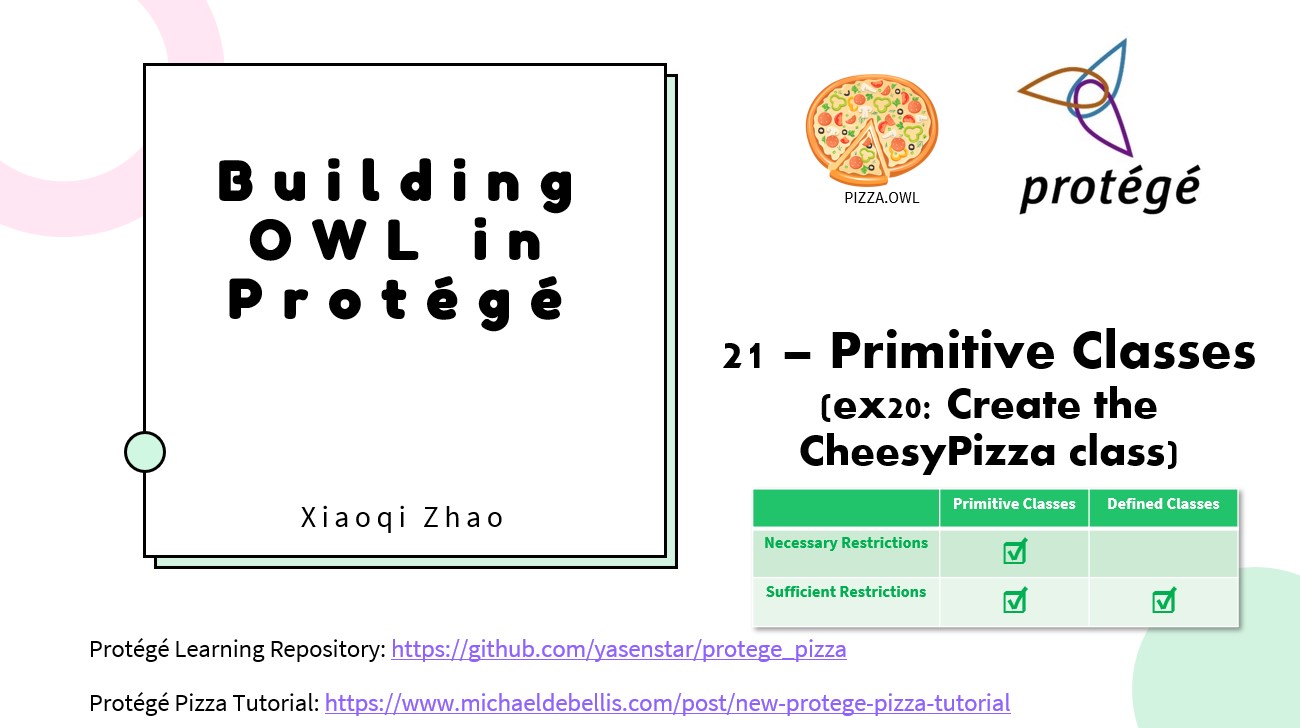 Building
OWL in
Protégé
Xiaoqi Zhao
PIZZA.OWL
protégé
21 – Primitive Classes
(ex20: Create the
CheesyPizza class)
Primitive Classes Defined Classes
Necessary Restrictions ☑
Sufficient Restrictions ☑ ☑
Protégé Learning Repository: https://github.com/yasenstar/protege_pizza
Protégé Pizza Tutorial: https://www.michaeldebellis.com/post/new-protege-pizza-tutorial